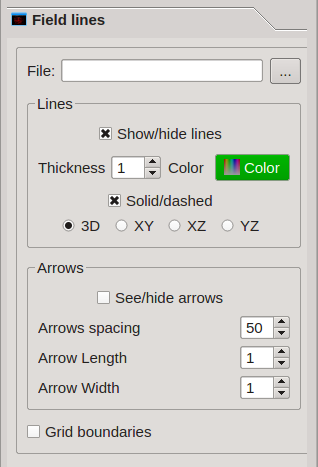 Field lines
File: ...
Lines
Show/hide lines
Thickness 1 Color Color
Solid/dashed
3D XY XZ YZ
Arrows
See/hide arrows
Arrows spacing 50
Arrow Length 1
Arrow Width 1
Grid boundaries